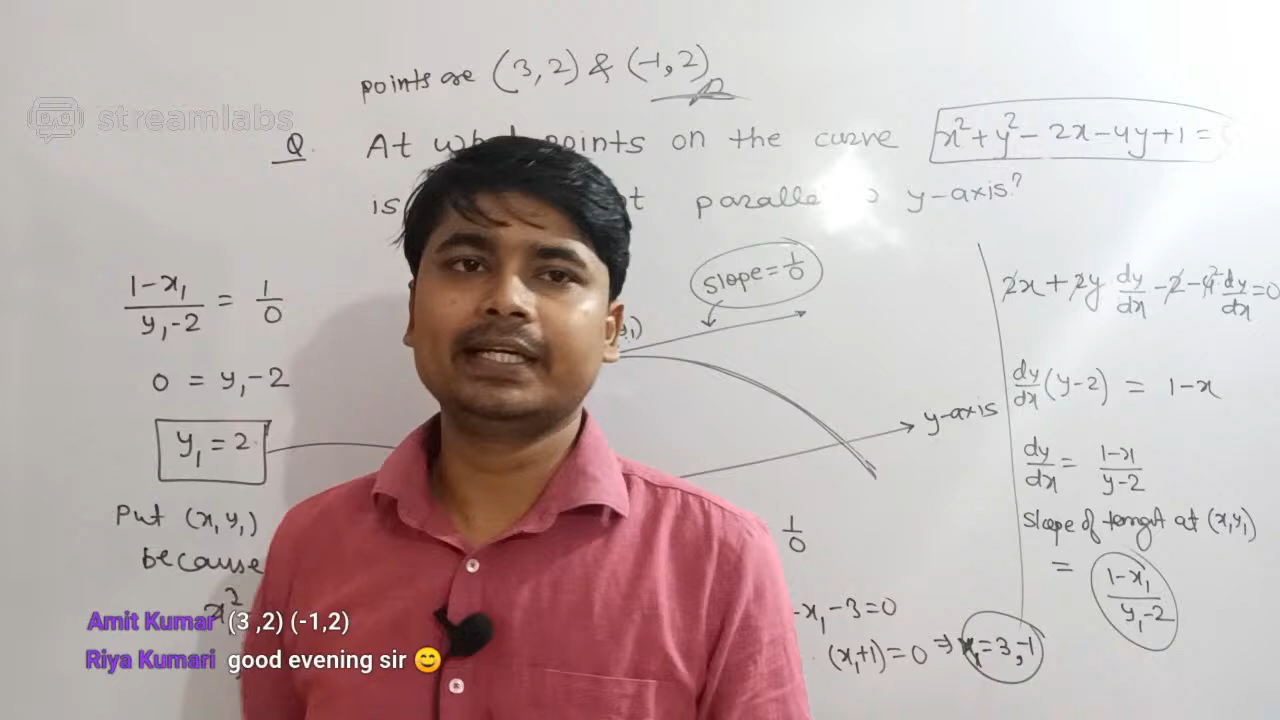 streamlabs
points are (3, 2) & (-1, 2)
Q. At points on the curve x² + y² - 2x - 4y + 1 =
is y-axis?
(1-x₁)/(y₁-2) = 1/0
0 = y₁-2
y₁ = 2
Put (x₁ y₁)
because
x²
slope = 1/0
y-axis
1/0
-x₁ - 3 = 0
(x₁+1) = 0 ⇒ x₁ = 3, -1
2x + 2y dy/dx - 2 - 4 2 dy/dx = 0
dy/dx (y-2) = 1-x
dy/dx = (1-x)/(y-2)
slope of tangt at (x₁ y₁)
= (1-x₁)/(y₁-2)
Amit Kumar (3 ,2) (-1,2)
Riya Kumari good evening sir 😊